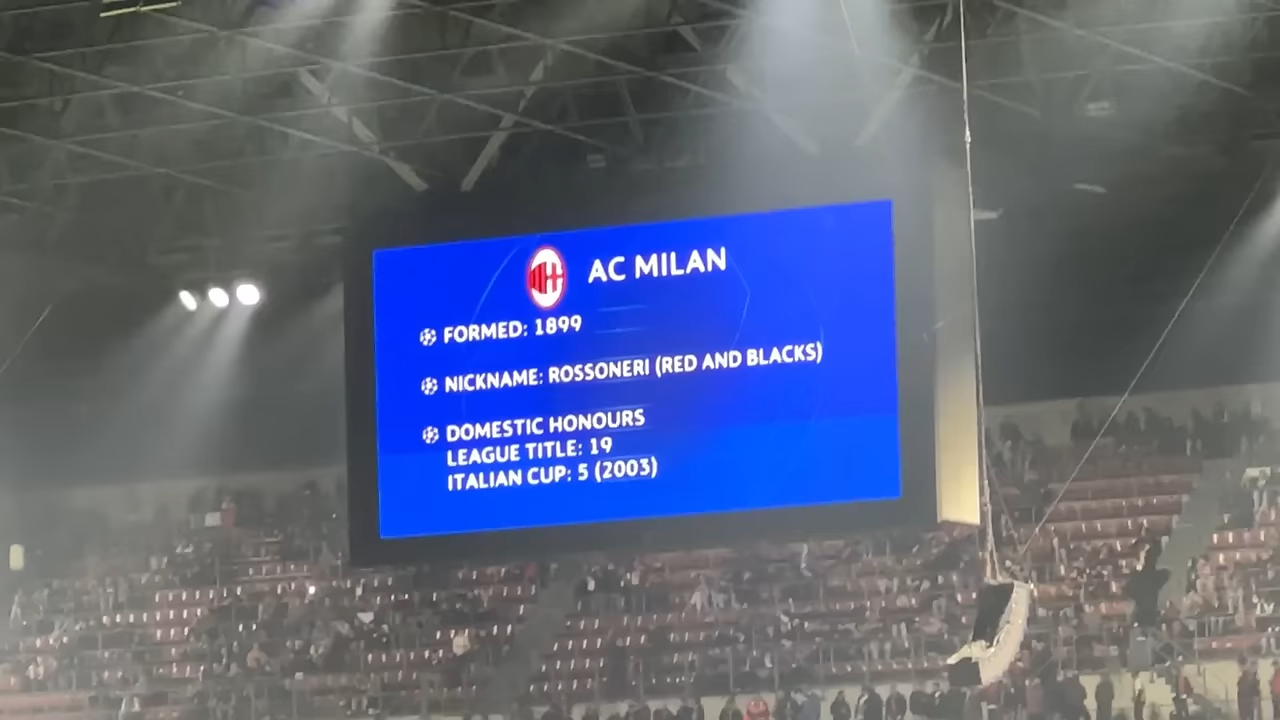 AC MILAN
FORMED: 1899
NICKNAME: ROSSONERI (RED AND BLACKS)
DOMESTIC HONOURS
LEAGUE TITLE: 19
ITALIAN CUP: 5 (2003)